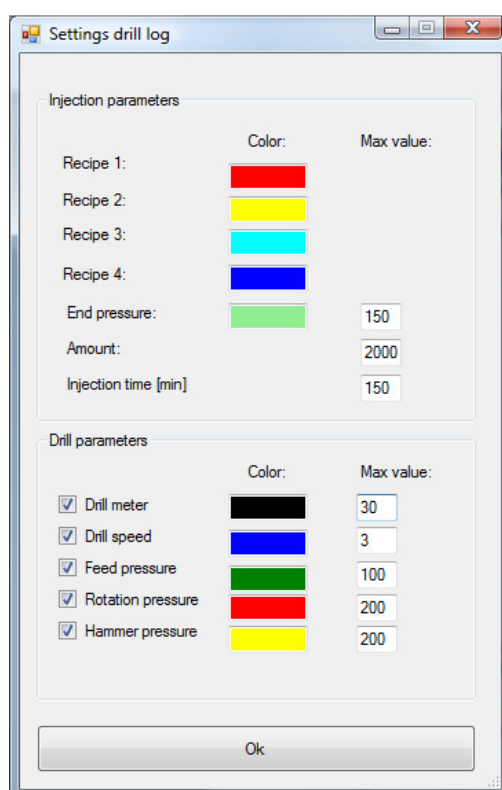 Settings drill log
Injection parameters
Color: Max value:
Recipe 1:
Recipe 2:
Recipe 3:
Recipe 4:
End pressure: 150
Amount: 2000
Injection time [min] 150
Drill parameters
Color: Max value:
Drill meter 30
Drill speed 3
Feed pressure 100
Rotation pressure 200
Hammer pressure 200
Ok